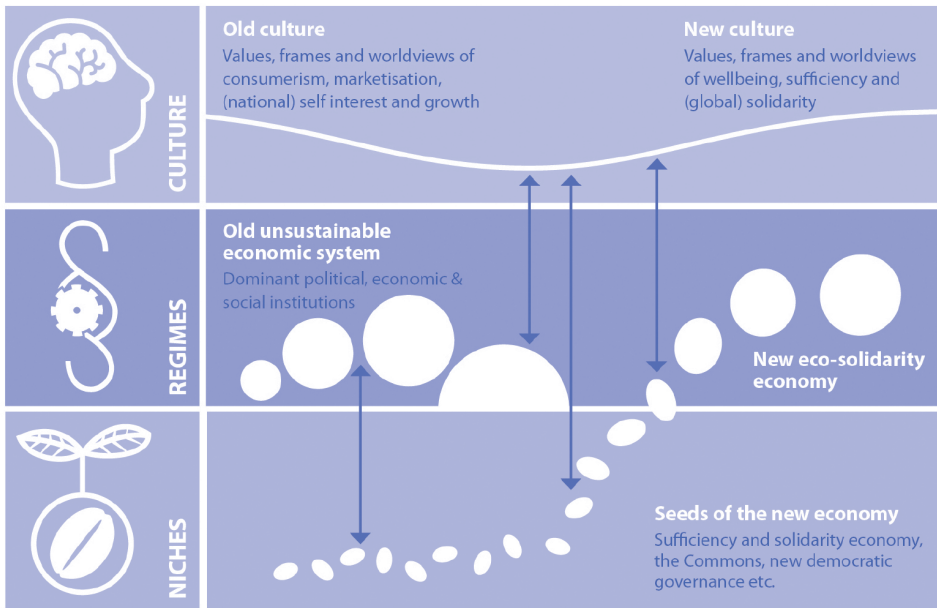 CULTURE
Old culture
Values, frames and worldviews of
consumerism, marketisation,
(national) self interest and growth
New culture
Values, frames and worldviews
of wellbeing, sufficiency and
(global) solidarity
REGIMES
Old unsustainable
economic system
Dominant political, economic &
social institutions
New eco-solidarity
economy
NICHES
Seeds of the new economy
Sufficiency and solidarity economy,
the Commons, new democratic
governance etc.